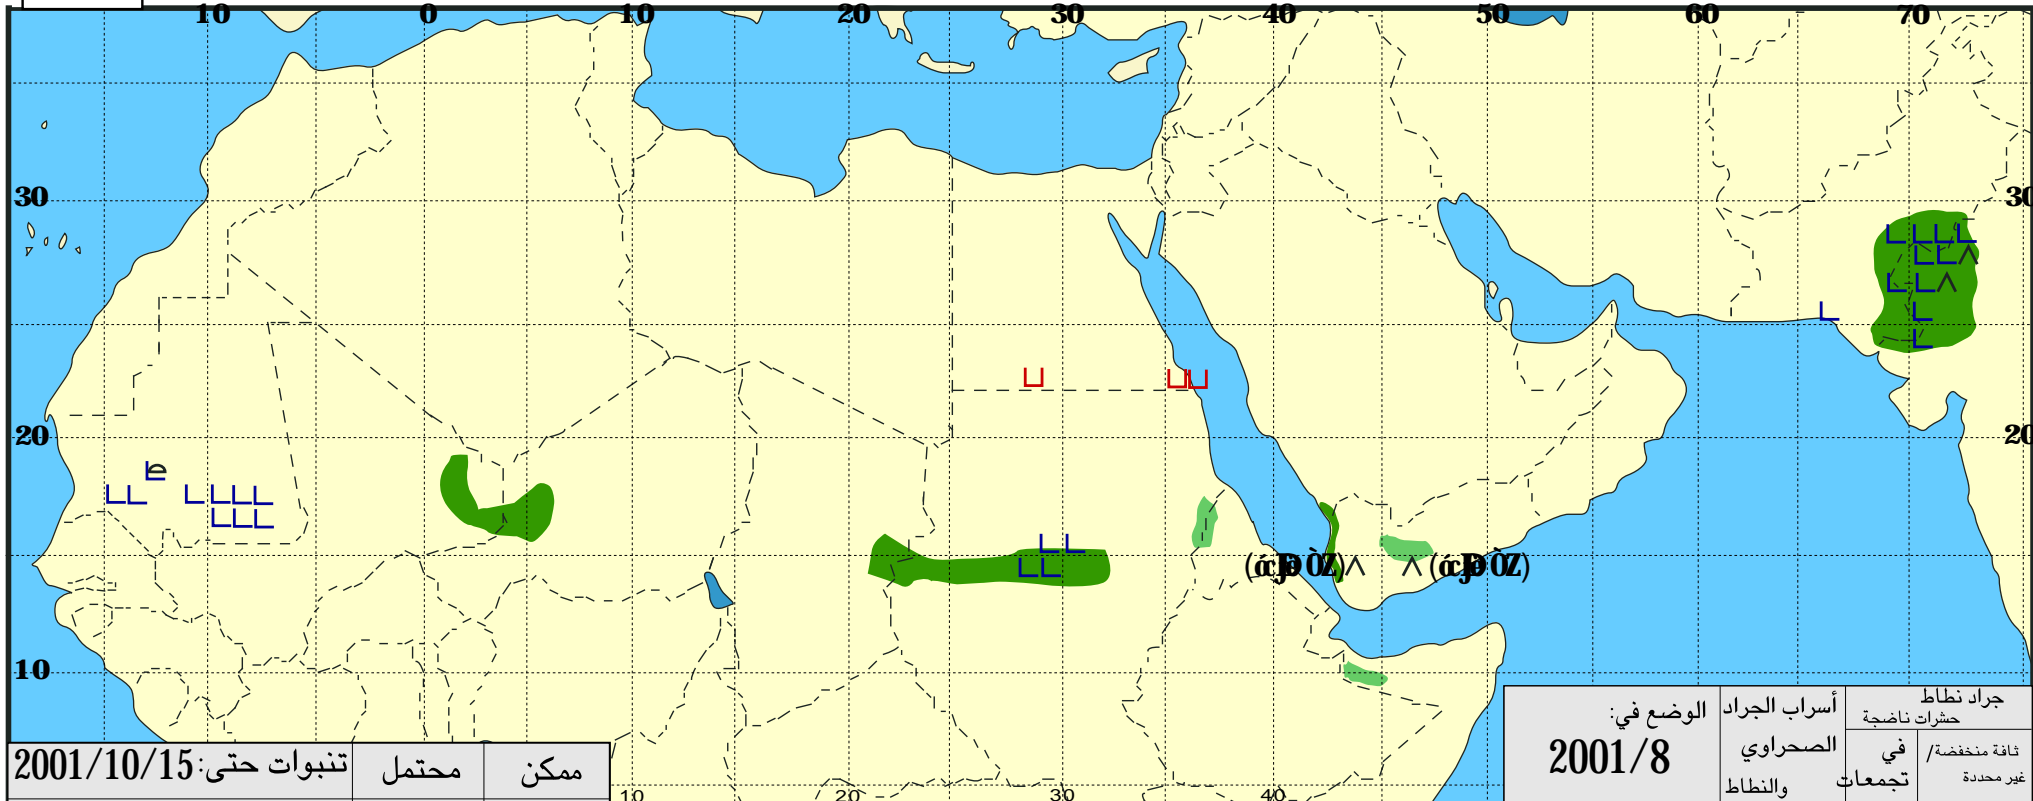 10 0 10 20 30 40 50 60 70
30 30
20 20
10
10 20 30 40
تنبوات حتى: 2001/10/15
محتمل
ممكن
الوضع في:
2001/8
أسراب الجراد
الصحراوي
والنطاط
جراد نطاط
حشرات ناضجة
في
تجمعات
ثافة منخفضة/
غير محددة